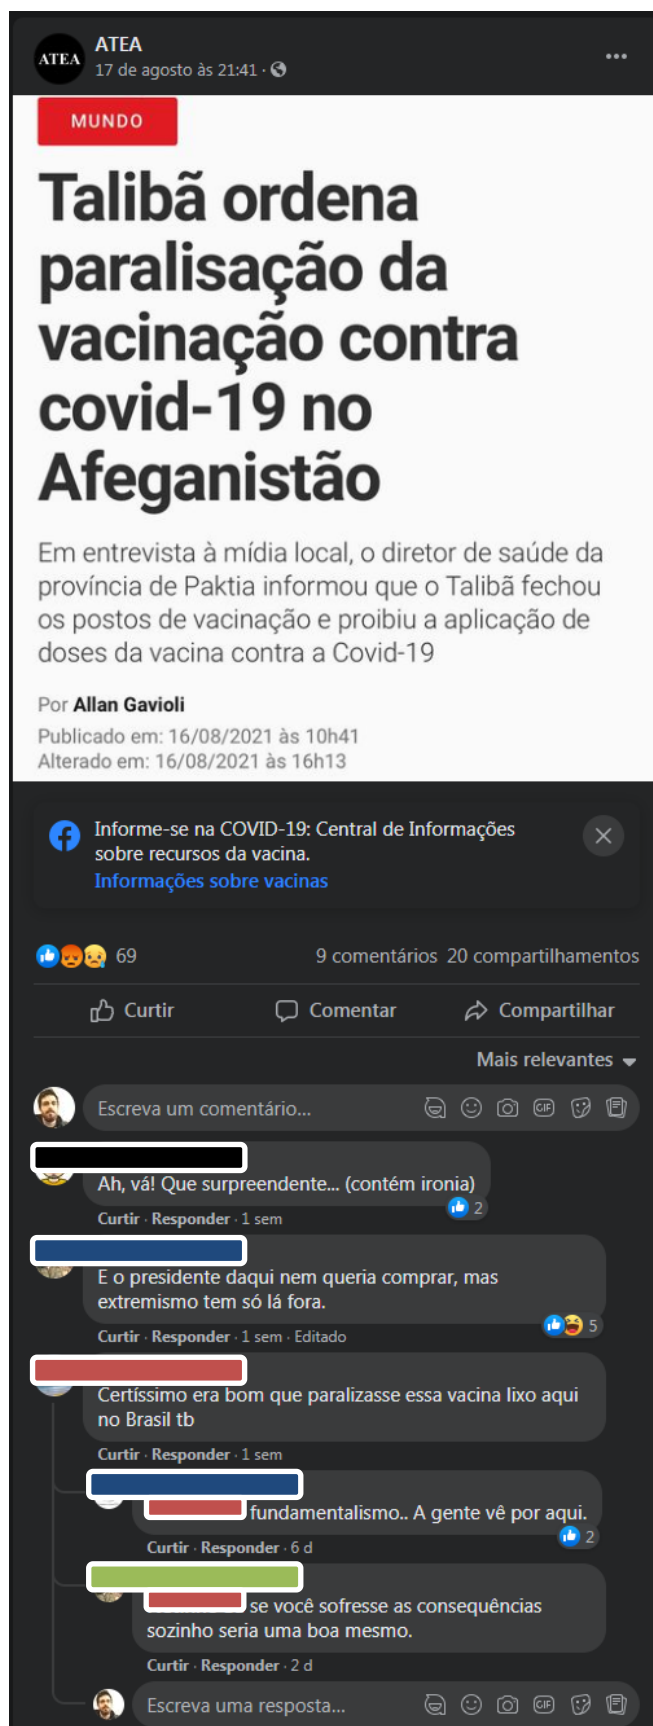 ATEA
ATEA
17 de agosto às 21:41 ·
MUNDO
Talibã ordena
paralisação da
vacinação contra
covid-19 no
Afeganistão
Em entrevista à mídia local, o diretor de saúde da
província de Paktia informou que o Talibã fechou
os postos de vacinação e proibiu a aplicação de
doses da vacina contra a Covid-19
Por Allan Gavioli
Publicado em: 16/08/2021 às 10h41
Alterado em: 16/08/2021 às 16h13
Informe-se na COVID-19: Central de Informações
sobre recursos da vacina.
Informações sobre vacinas
69 9 comentários 20 compartilhamentos
Curtir Comentar Compartilhar
Mais relevantes
Escreva um comentário... GIF
Ah, vá! Que surpreendente... (contém ironia)
2
Curtir · Responder · 1 sem
E o presidente daqui nem queria comprar, mas
extremismo tem só lá fora.
5
Curtir · Responder · 1 sem · Editado
Certíssimo era bom que paralizasse essa vacina lixo aqui
no Brasil tb
Curtir · Responder · 1 sem
fundamentalismo.. A gente vê por aqui.
2
Curtir · Responder · 6 d
se você sofresse as consequências
sozinho seria uma boa mesmo.
Curtir · Responder · 2 d
Escreva uma resposta... GIF